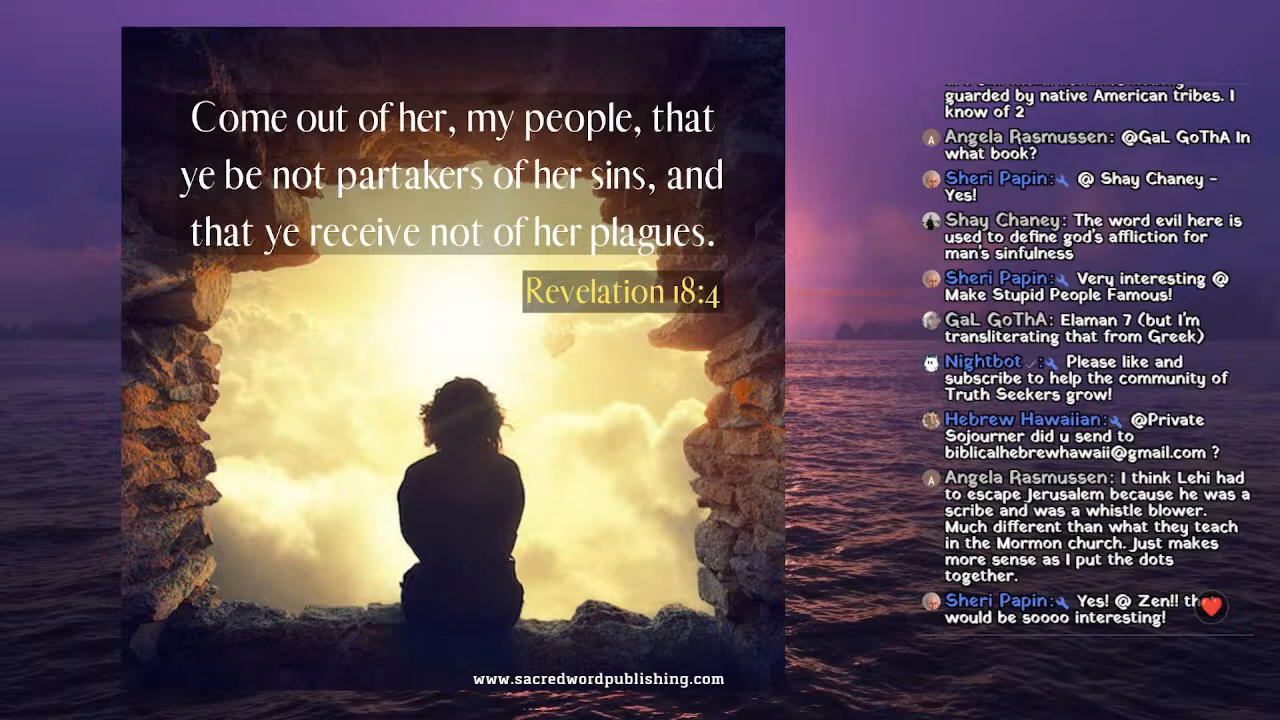 Come out of her, my people, that
ye be not partakers of her sins, and
that ye receive not of her plagues.
Revelation 18:4
www.sacredwordpublishing.com
guarded by native American tribes. I
know of 2
A Angela Rasmussen: @GaL GoThA In
what book?
Sheri Papin: @ Shay Chaney -
Yes!
Shay Chaney: The word evil here is
used to define god's affliction for
man's sinfulness
Sheri Papin: Very interesting @
Make Stupid People Famous!
GaL GoThA: Elaman 7 (but I'm
transliterating that from Greek)
Nightbot : Please like and
subscribe to help the community of
Truth Seekers grow!
Hebrew Hawaiian: @Private
Sojourner did u send to
biblicalhebrewhawaii@gmail.com ?
A Angela Rasmussen: I think Lehi had
to escape Jerusalem because he was a
scribe and was a whistle blower.
Much different than what they teach
in the Mormon church. Just makes
more sense as I put the dots
together.
Sheri Papin: Yes! @ Zen!!
would be soooo interesting!